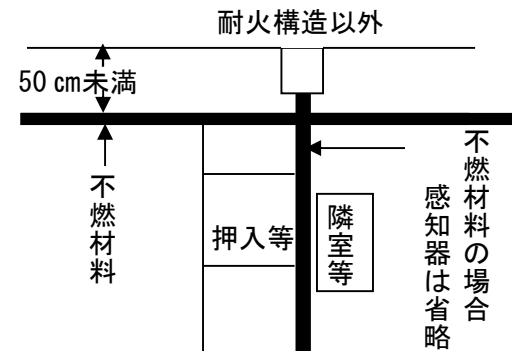 耐火構造以外
50 cm未満
不燃材料
押入等
隣室等
不燃材料の場合
感知器は省略